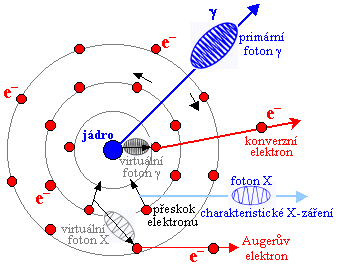 γ
primární
foton γ
e⁻
e⁻
e⁻
jádro
konverzní
elektron
virtuální
foton γ
e⁻
foton X
přeskok
elektronu
charakteristické X-záření
virtuální
foton X
e⁻
Augerův
elektron